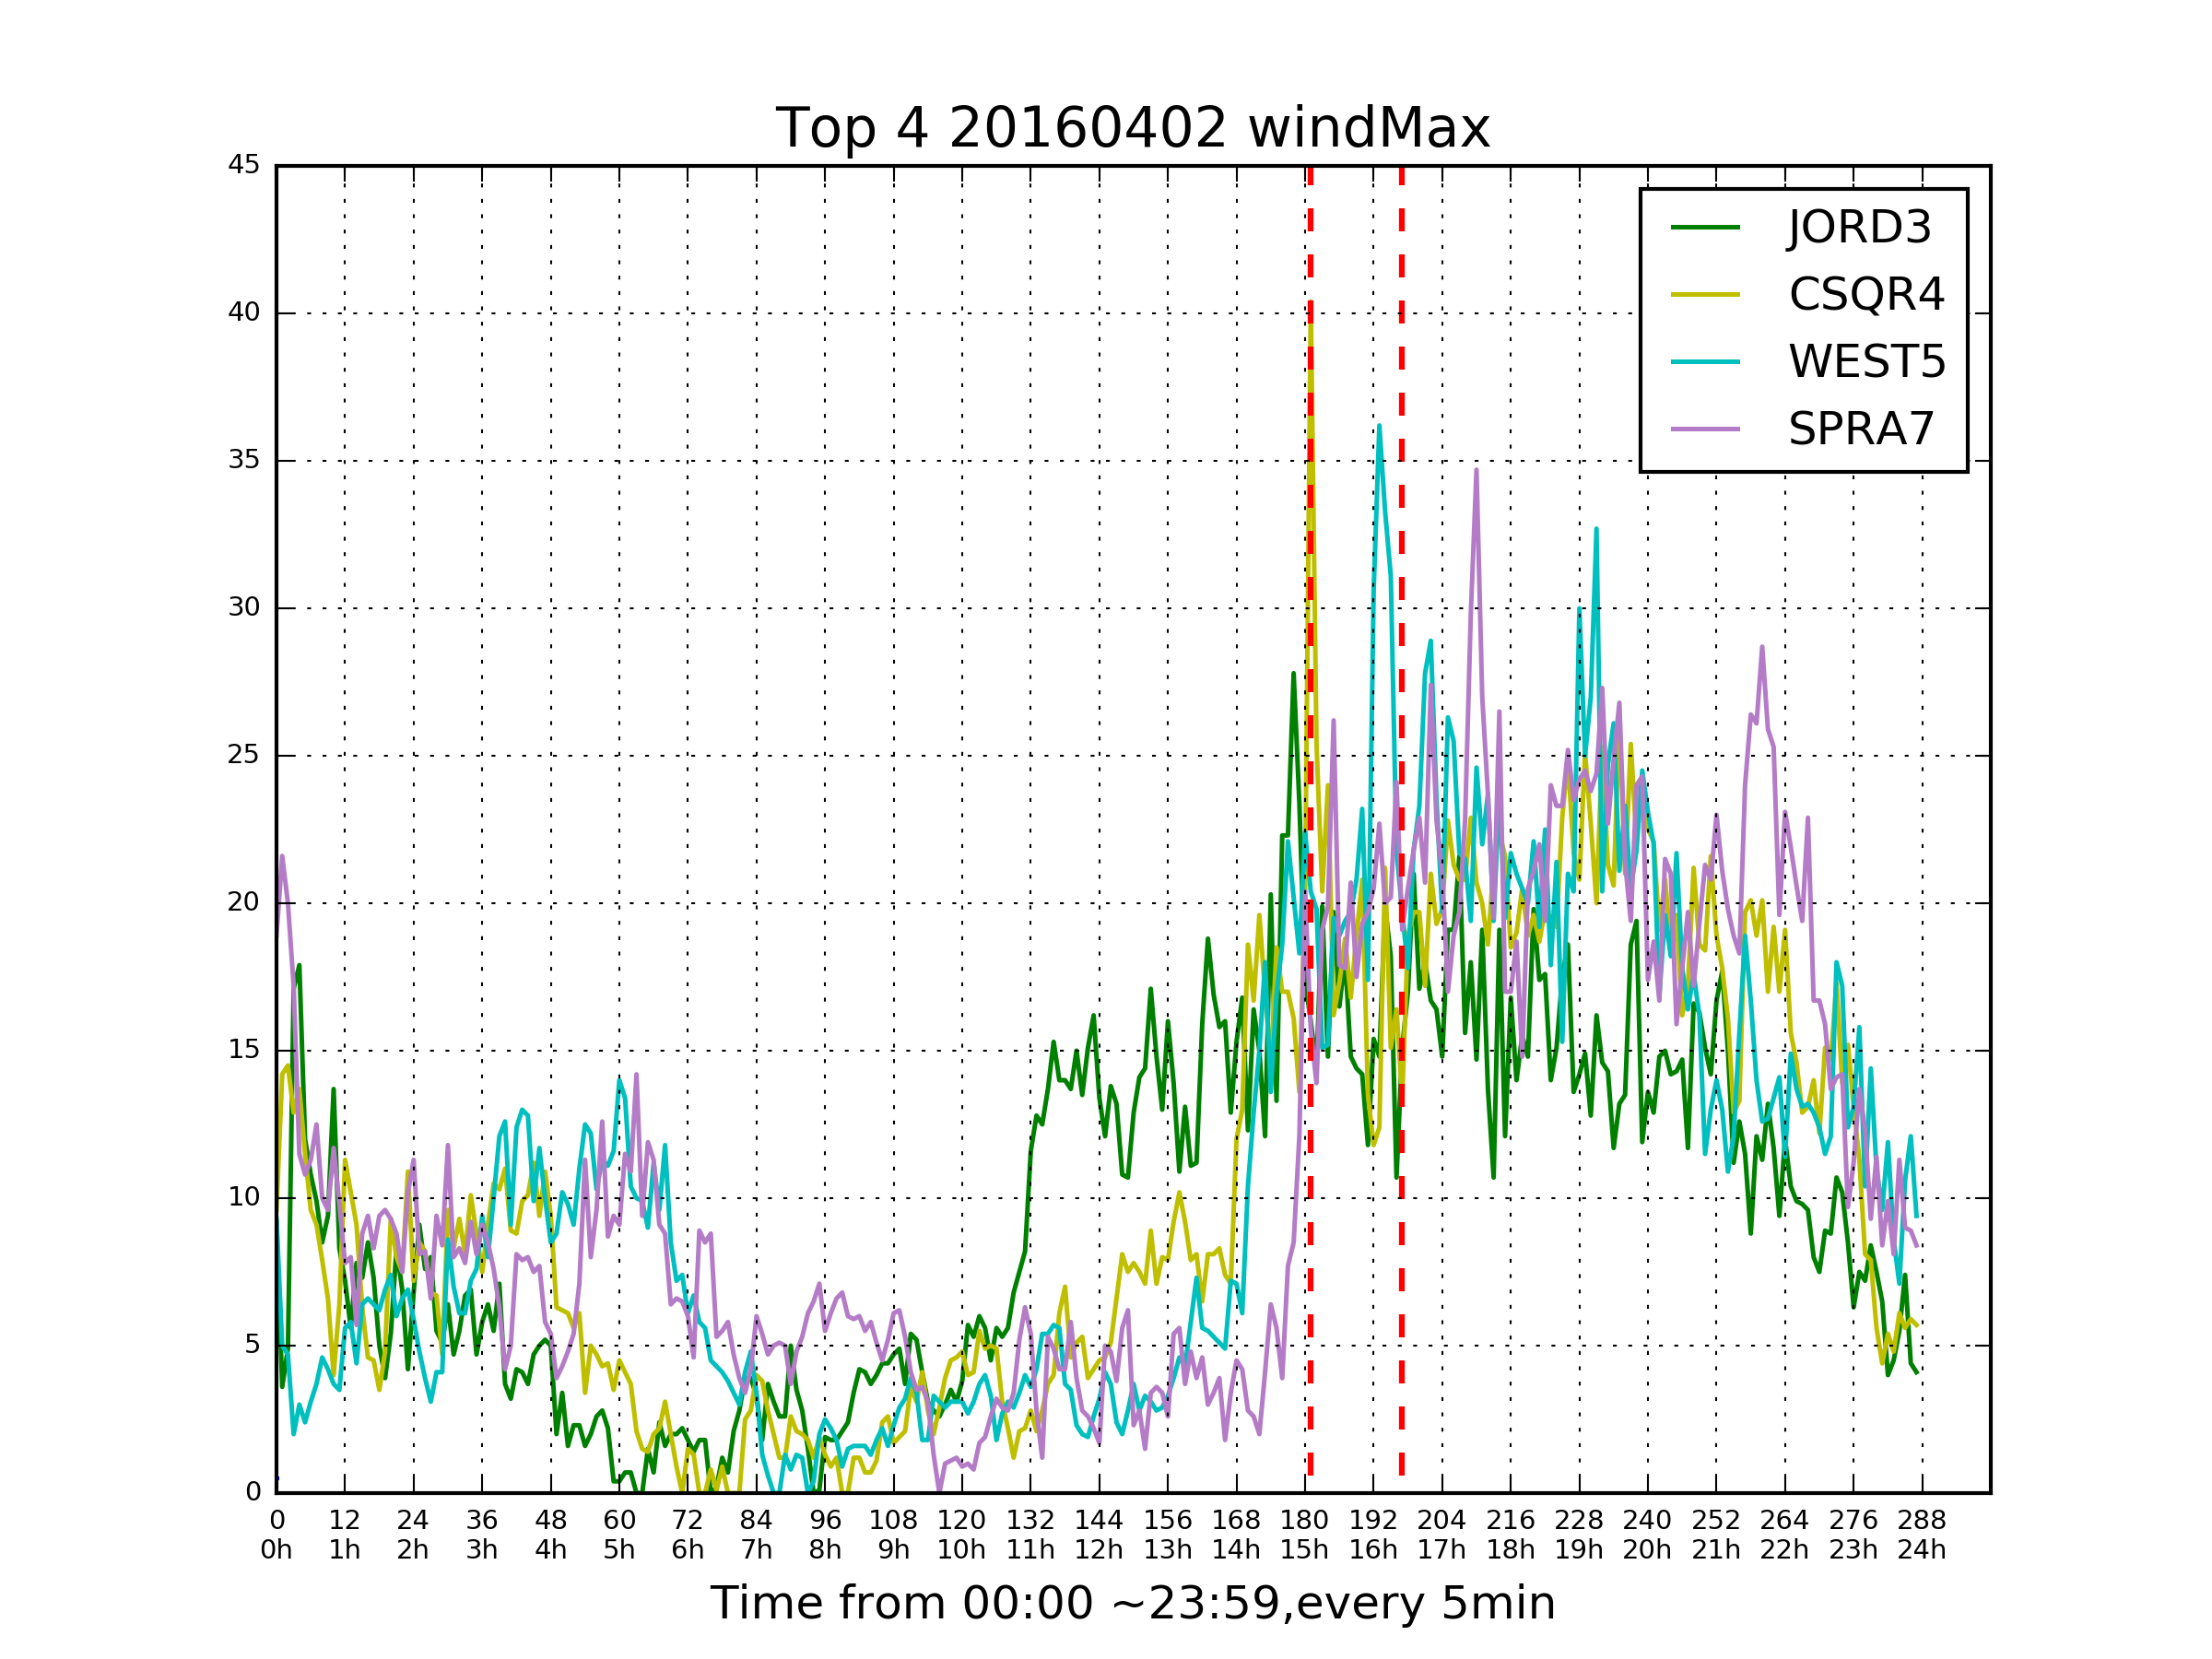 Top 4 20160402 windMax
45
40
35
30
25
20
15
10
5
0
JORD3
CSQR4
WEST5
SPRA7
0 12 24 36 48 60 72 84 96 108 120 132 144 156 168 180 192 204 216 228 240 252 264 276 288
0h 1h 2h 3h 4h 5h 6h 7h 8h 9h 10h 11h 12h 13h 14h 15h 16h 17h 18h 19h 20h 21h 22h 23h 24h
Time from 00:00 ~23:59,every 5min